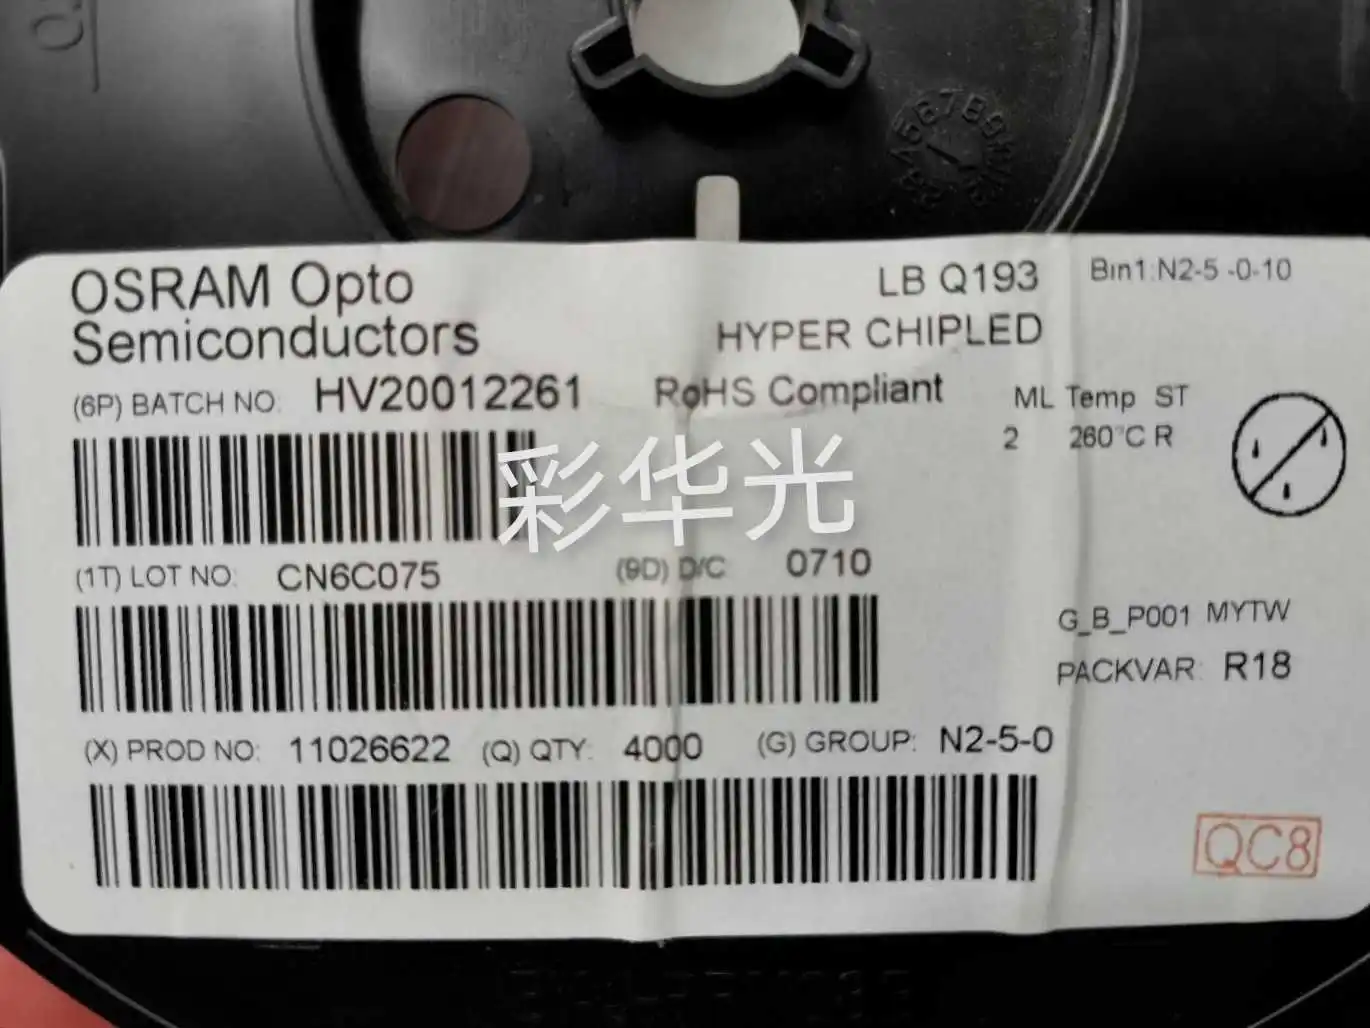 OSRAM Opto
Semiconductors
LB Q193
Bin1:N2-5 -0-10
HYPER CHIPLED
(6P) BATCH NO: HV20012261
RoHS Compliant
ML Temp ST
2 260°C R
彩华光
(1T) LOT NO: CN6C075 (9D) D/C 0710
G_B_P001 MYTW
PACKVAR: R18
(X) PROD NO: 11026622 (Q) QTY: 4000 (G) GROUP: N2-5-0
QC8